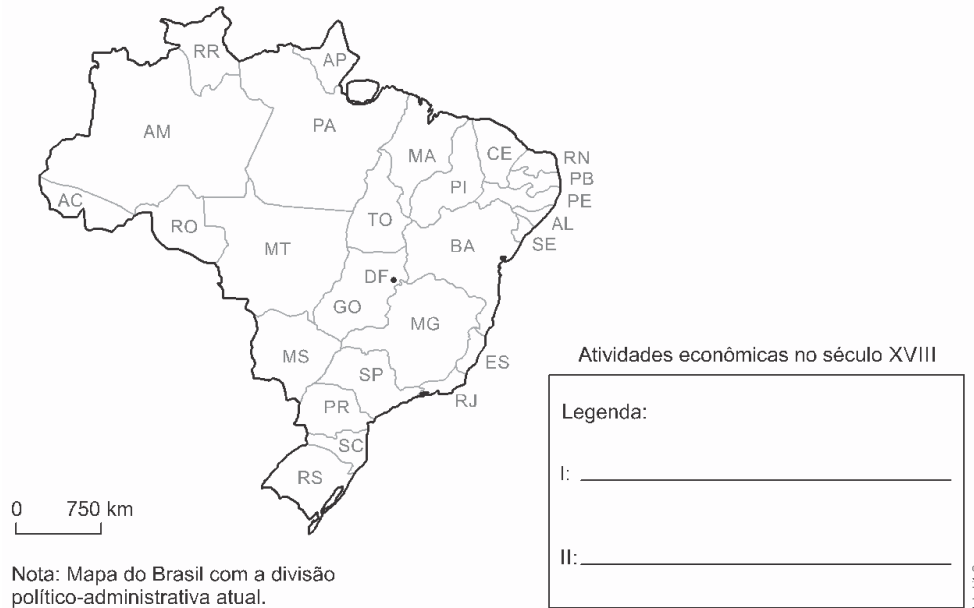 RR
AP
AM
PA
MA
CE
RN
PB
PE
AL
SE
PI
AC
RO
TO
MT
BA
DF
GO
MG
MS
ES
SP
RJ
PR
SC
RS
0 750 km
Nota: Mapa do Brasil com a divisão
político-administrativa atual.
Atividades econômicas no século XVIII
Legenda:
I:
II: